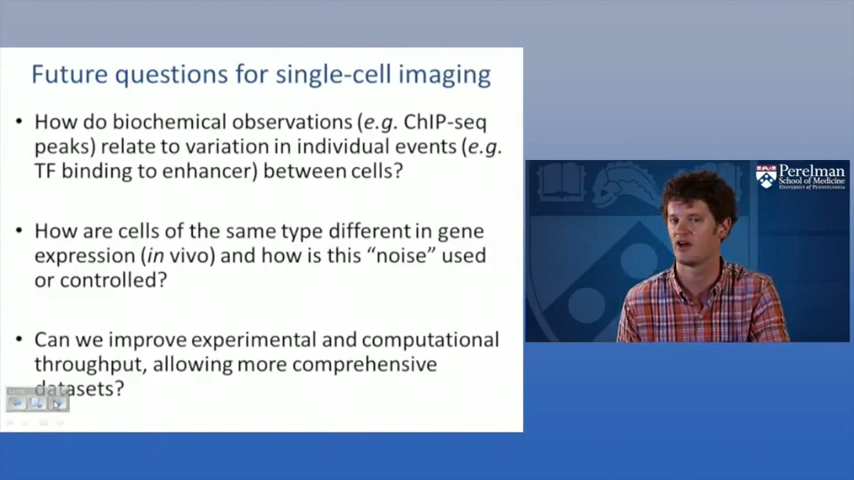 Future questions for single-cell imaging
• How do biochemical observations (e.g. ChIP-seq
peaks) relate to variation in individual events (e.g.
TF binding to enhancer) between cells?
• How are cells of the same type different in gene
expression (in vivo) and how is this “noise” used
or controlled?
• Can we improve experimental and computational
throughput, allowing more comprehensive
datasets?
Perelman
School of Medicine
University of Pennsylvania